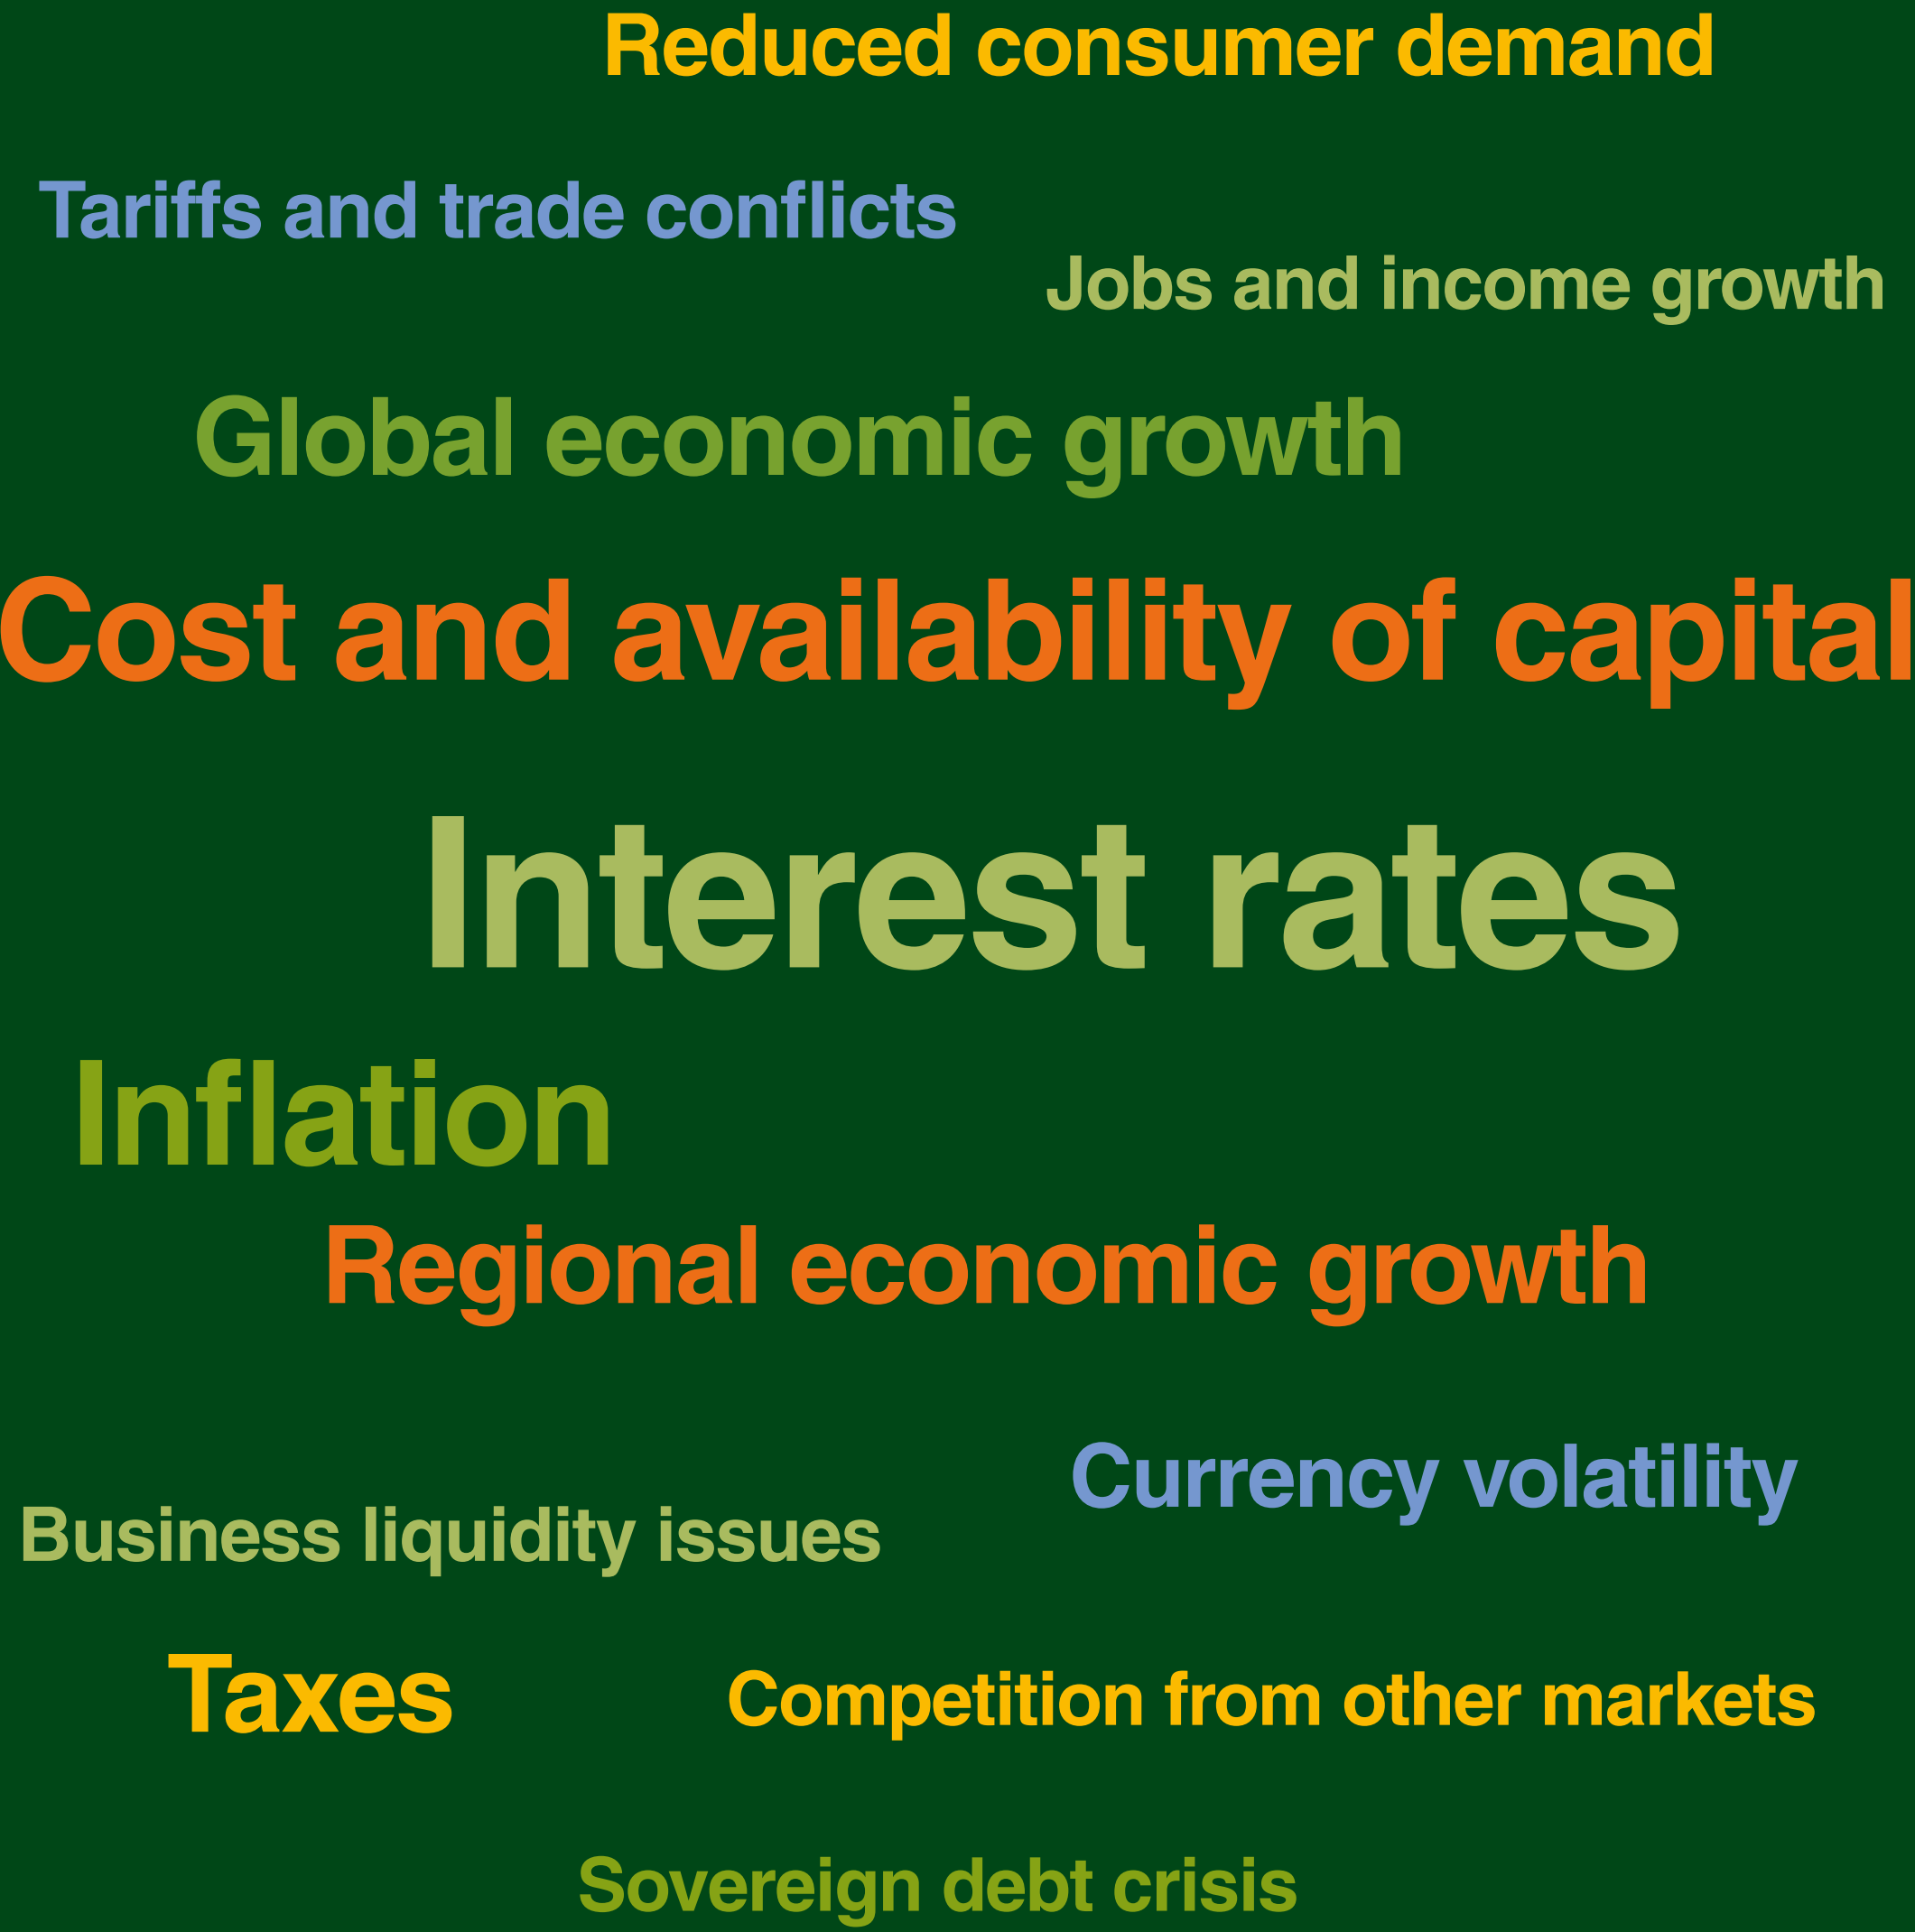 Reduced consumer demand
Tariffs and trade conflicts
Jobs and income growth
Global economic growth
Cost and availability of capital
Interest rates
Inflation
Regional economic growth
Currency volatility
Business liquidity issues
Taxes
Competition from other markets
Sovereign debt crisis